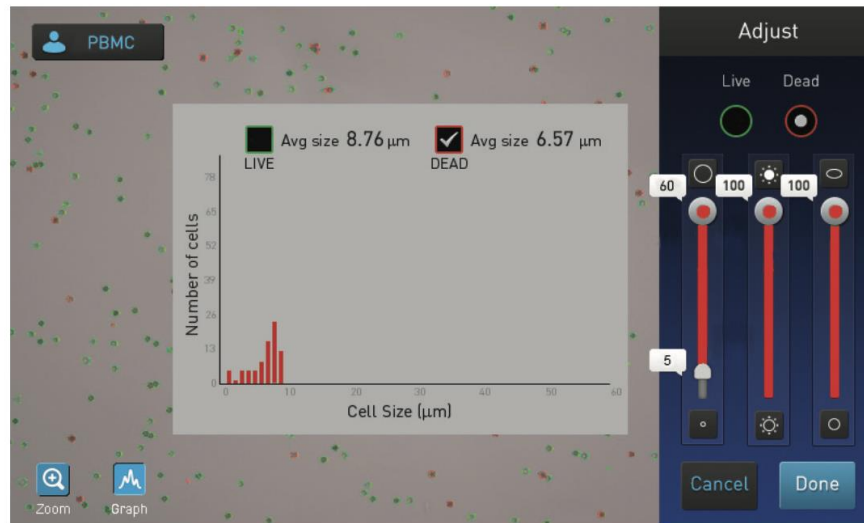 PBMC
Adjust
Live Dead
Avg size 8.76 µm
LIVE
Avg size 6.57 µm
DEAD
Number of cells
78
65
52
39
26
13
0
0 10 20 30 40 50 60
Cell Size (µm)
60
100
100
5
Zoom
Graph
Cancel
Done